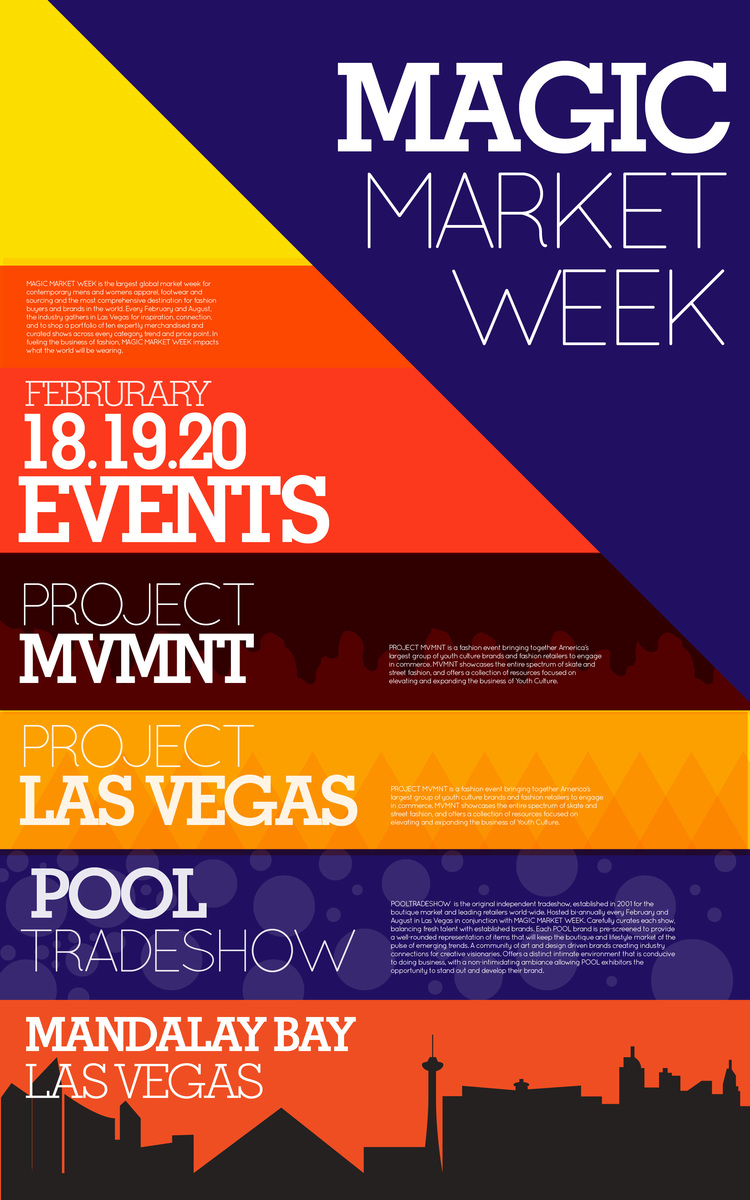 MAGIC
MARKET
WEEK
MAGIC MARKET WEEK is the largest global market week for
contemporary mens and womens apparel, footwear and
sourcing and the most comprehensive destination for fashion
buyers and brands in the world. Every February and August,
the industry gathers in Las Vegas for inspiration, connection,
and to shop a portfolio of ten expertly merchandised and
curated shows across every category, trend and price point. In
fueling the business of fashion, MAGIC MARKET WEEK impacts
what the world will be wearing.
FEBRURARY
18.19.20
EVENTS
PROJECT
MVMNT
PROJECT MVMNT is a fashion event bringing together America's
largest group of youth culture brands and fashion retailers to engage
in commerce. MVMNT showcases the entire spectrum of skate and
street fashion, and offers a collection of resources focused on
elevating and expanding the business of Youth Culture.
PROJECT
LAS VEGAS
PROJECT MVMNT is a fashion event bringing together America's
largest group of youth culture brands and fashion retailers to engage
in commerce. MVMNT showcases the entire spectrum of skate and
street fashion, and offers a collection of resources focused on
elevating and expanding the business of Youth Culture.
POOL
TRADESHOW
POOLTRADESHOW is the original independent tradeshow, established in 2001 for the
boutique market and leading retailers world-wide. Hosted bi-annually every February and
August in Las Vegas in conjunction with MAGIC MARKET WEEK. Carefully curates each show,
balancing fresh talent with established brands. Each POOL brand is pre-screened to provide
a well-rounded representation of items that will keep the boutique and lifestyle market of the
pulse of emerging trends. A community of art and design driven brands creating industry
connections for creative visionaries. Offers a distinct intimate environment that is conducive
to doing business, with a non-intimidating ambiance allowing POOL exhibitors the
opportunity to stand out and develop their brand.
MANDALAY BAY
LAS VEGAS